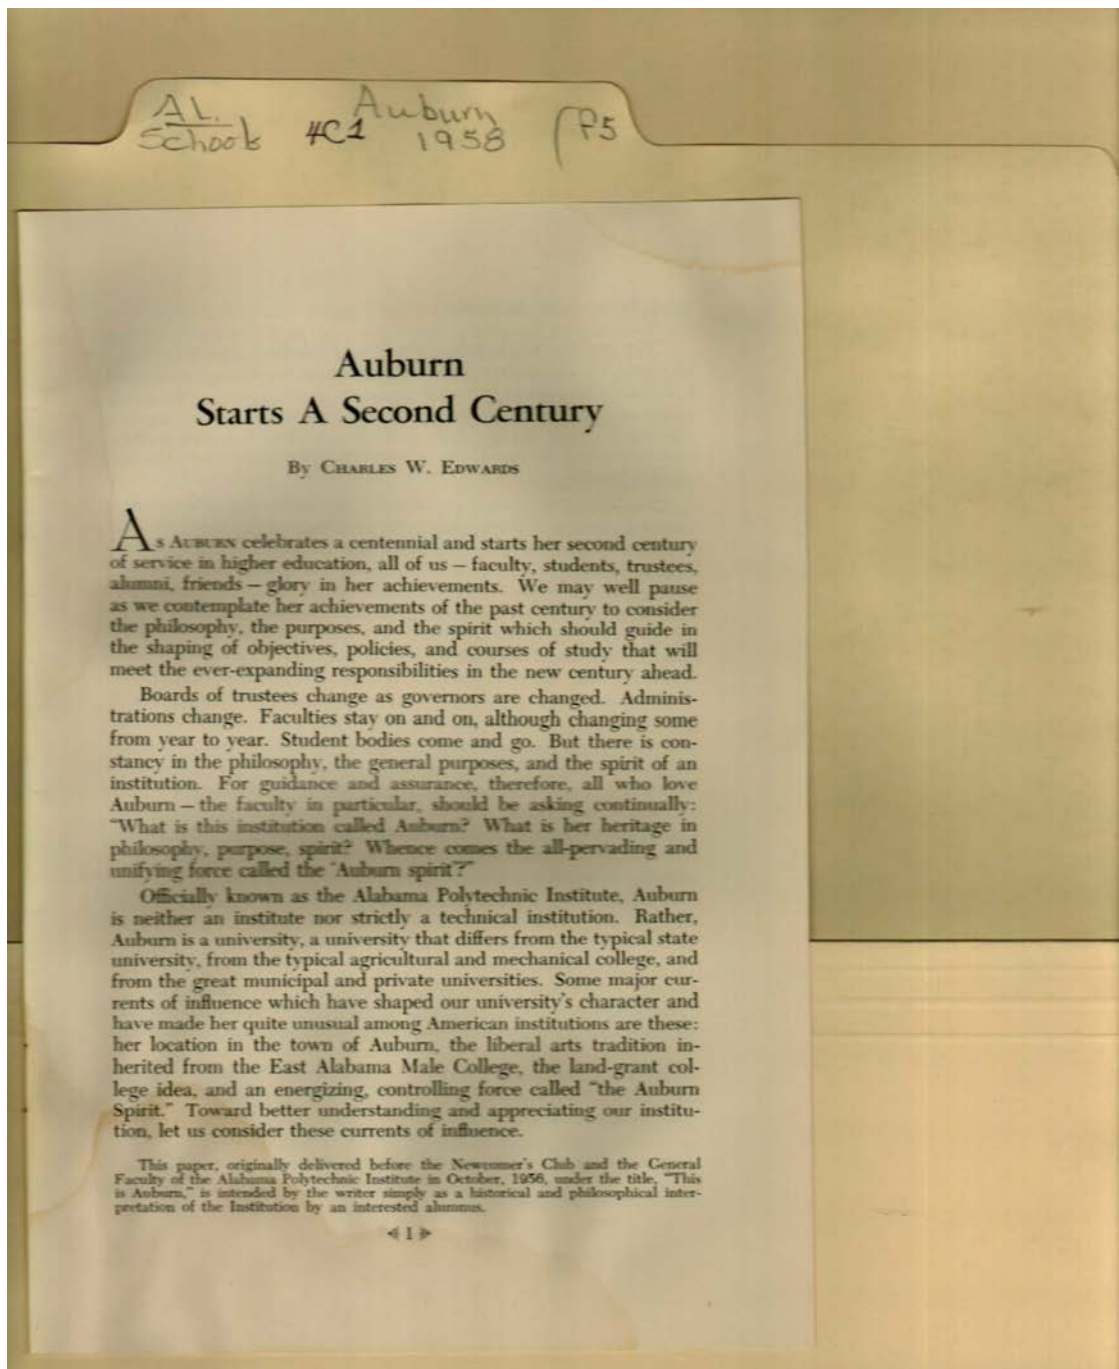 AL. Auburn
Schools 4C1 1958 P5
Auburn
Starts A Second Century
By CHARLES W. EDWARDS
As AUBURN celebrates a centennial and starts her second century
of service in higher education, all of us – faculty, students, trustees,
alumni, friends – glory in her achievements. We may well pause
as we contemplate her achievements of the past century to consider
the philosophy, the purposes, and the spirit which should guide in
the shaping of objectives, policies, and courses of study that will
meet the ever-expanding responsibilities in the new century ahead.
Boards of trustees change as governors are changed. Adminis-
trations change. Faculties stay on and on, although changing some
from year to year. Student bodies come and go. But there is con-
stancy in the philosophy, the general purposes, and the spirit of an
institution. For guidance and assurance, therefore, all who love
Auburn – the faculty in particular, should be asking continually:
"What is this institution called Auburn? What is her heritage in
philosophy, purpose, spirit? Whence comes the all-pervading and
unifying force called the 'Auburn spirit'?"
Officially known as the Alabama Polytechnic Institute, Auburn
is neither an institute nor strictly a technical institution. Rather,
Auburn is a university, a university that differs from the typical state
university, from the typical agricultural and mechanical college, and
from the great municipal and private universities. Some major cur-
rents of influence which have shaped our university's character and
have made her quite unusual among American institutions are these:
her location in the town of Auburn, the liberal arts tradition in-
herited from the East Alabama Male College, the land-grant col-
lege idea, and an energizing, controlling force called "the Auburn
Spirit." Toward better understanding and appreciating our institu-
tion, let us consider these currents of influence.
This paper, originally delivered before the Newcomer's Club and the General
Faculty of the Alabama Polytechnic Institute in October, 1956, under the title, "This
is Auburn," is intended by the writer simply as a historical and philosophical inter-
pretation of the Institution by an interested alumnus.
1